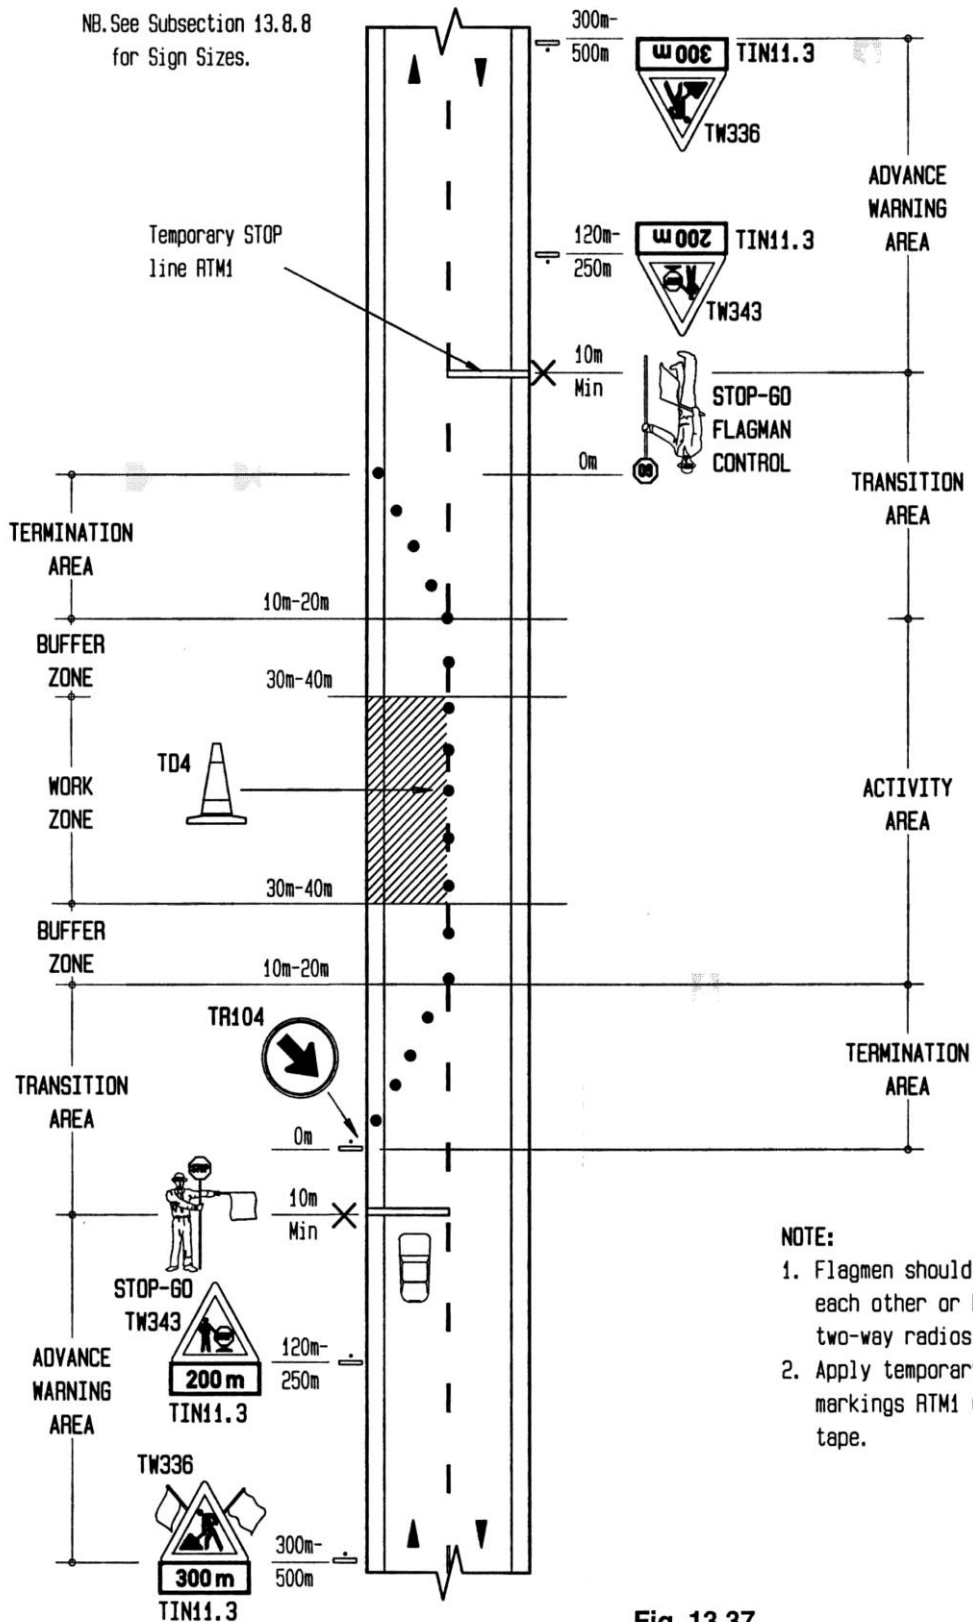 NB.See Subsection 13.8.8
for Sign Sizes.
300m-
500m
300 m
TIN11.3
TW336
ADVANCE
WARNING
AREA
Temporary STOP
line RTM1
120m-
250m
200 m
TIN11.3
TW343
10m
Min
STOP-GO
FLAGMAN
CONTROL
GO
0m
TRANSITION
AREA
TERMINATION
AREA
10m-20m
BUFFER
ZONE
30m-40m
TD4
WORK
ZONE
ACTIVITY
AREA
30m-40m
BUFFER
ZONE
10m-20m
TR104
TERMINATION
AREA
TRANSITION
AREA
0m
STOP
10m
Min
STOP-GO
TW343
120m-
250m
200 m
TIN11.3
ADVANCE
WARNING
AREA
TW336
300m-
500m
300 m
TIN11.3
NOTE:
1. Flagmen should
each other or
two-way radios
2. Apply temporar
markings RTM1
tape.
Fig. 13.37